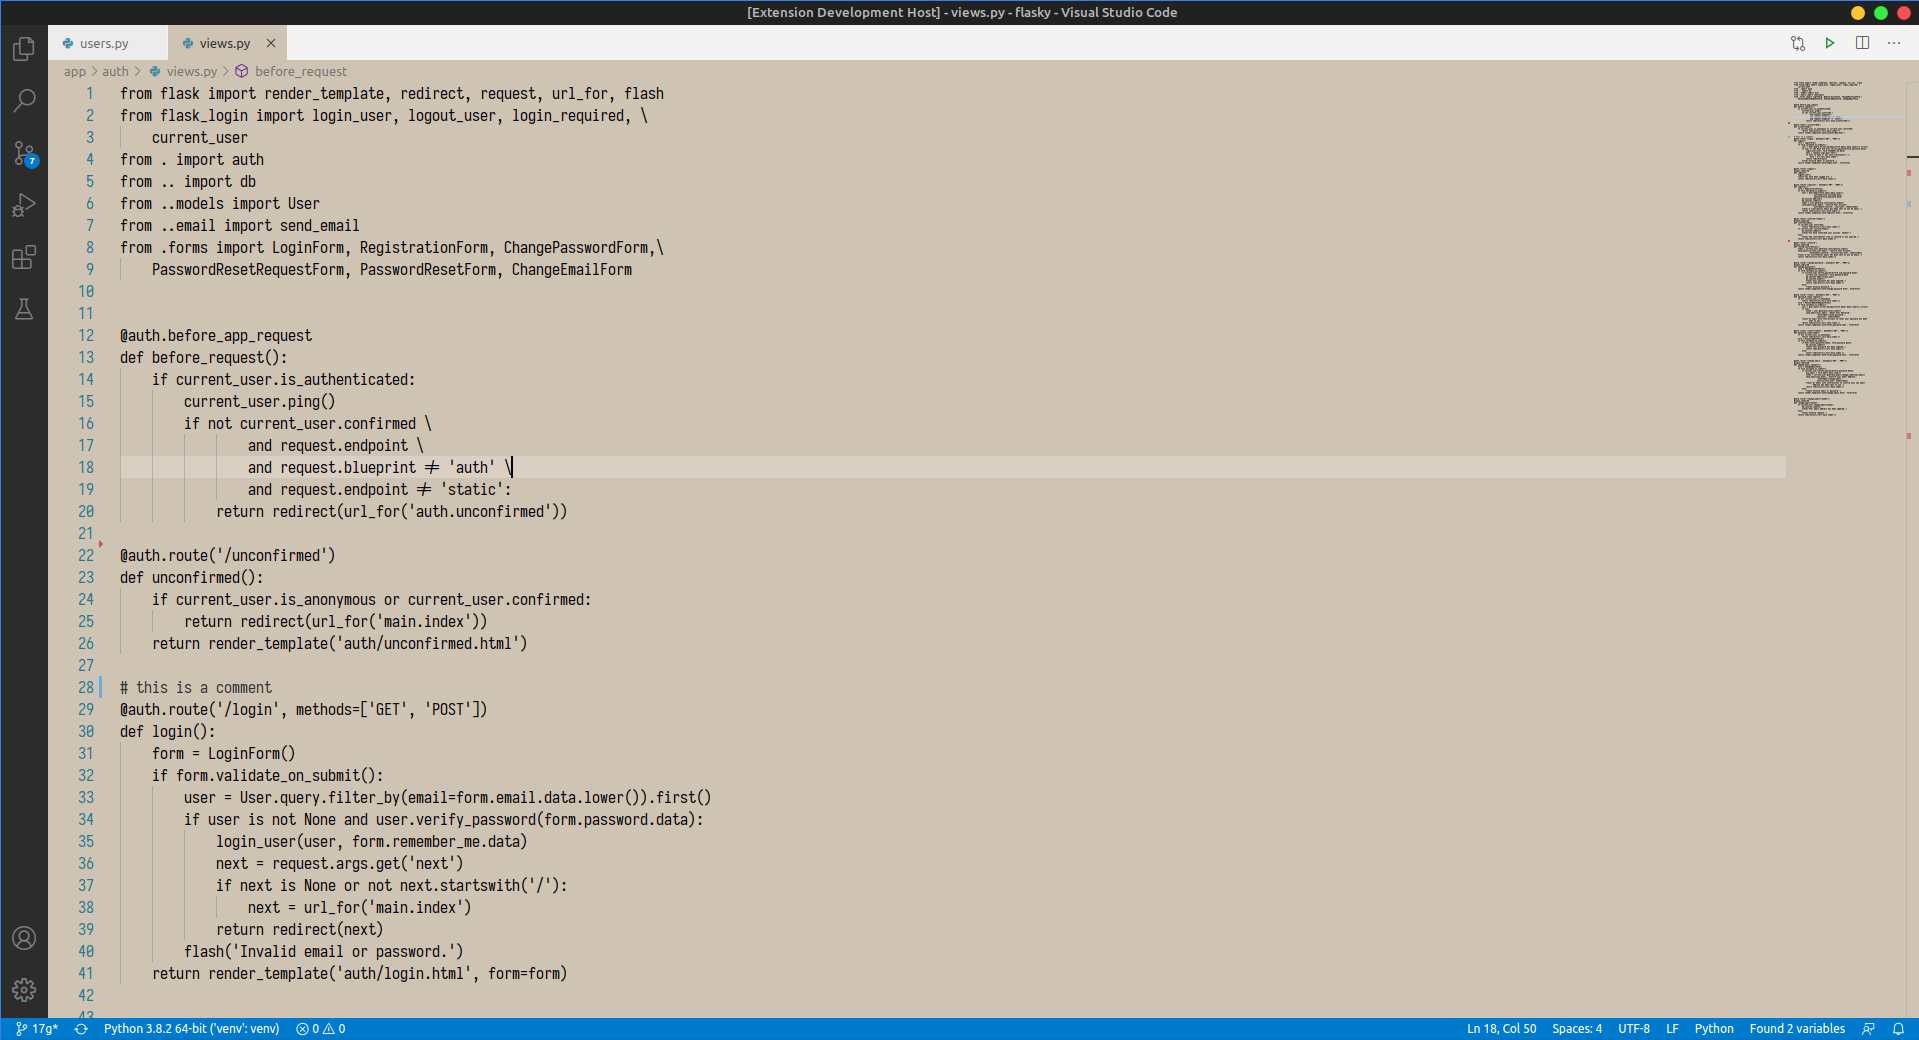 [Extension Development Host] - views.py - flasky - Visual Studio Code
users.py
views.py
app > auth > views.py > before_request
1 from flask import render_template, redirect, request, url_for, flash
2 from flask_login import login_user, logout_user, login_required, \
3     current_user
4 from . import auth
5 from .. import db
6 from ..models import User
7 from ..email import send_email
8 from .forms import LoginForm, RegistrationForm, ChangePasswordForm,\
9     PasswordResetRequestForm, PasswordResetForm, ChangeEmailForm
10
11
12 @auth.before_app_request
13 def before_request():
14     if current_user.is_authenticated:
15         current_user.ping()
16         if not current_user.confirmed \
17                 and request.endpoint \
18                 and request.blueprint ≠ 'auth' \
19                 and request.endpoint ≠ 'static':
20             return redirect(url_for('auth.unconfirmed'))
21
22 @auth.route('/unconfirmed')
23 def unconfirmed():
24     if current_user.is_anonymous or current_user.confirmed:
25         return redirect(url_for('main.index'))
26     return render_template('auth/unconfirmed.html')
27
28 # this is a comment
29 @auth.route('/login', methods=['GET', 'POST'])
30 def login():
31     form = LoginForm()
32     if form.validate_on_submit():
33         user = User.query.filter_by(email=form.email.data.lower()).first()
34         if user is not None and user.verify_password(form.password.data):
35             login_user(user, form.remember_me.data)
36             next = request.args.get('next')
37             if next is None or not next.startswith('/'):
38                 next = url_for('main.index')
39             return redirect(next)
40         flash('Invalid email or password.')
41     return render_template('auth/login.html', form=form)
42
43
7
17g* Python 3.8.2 64-bit ('venv': venv) 0 0 Ln 18, Col 50 Spaces: 4 UTF-8 LF Python Found 2 variables